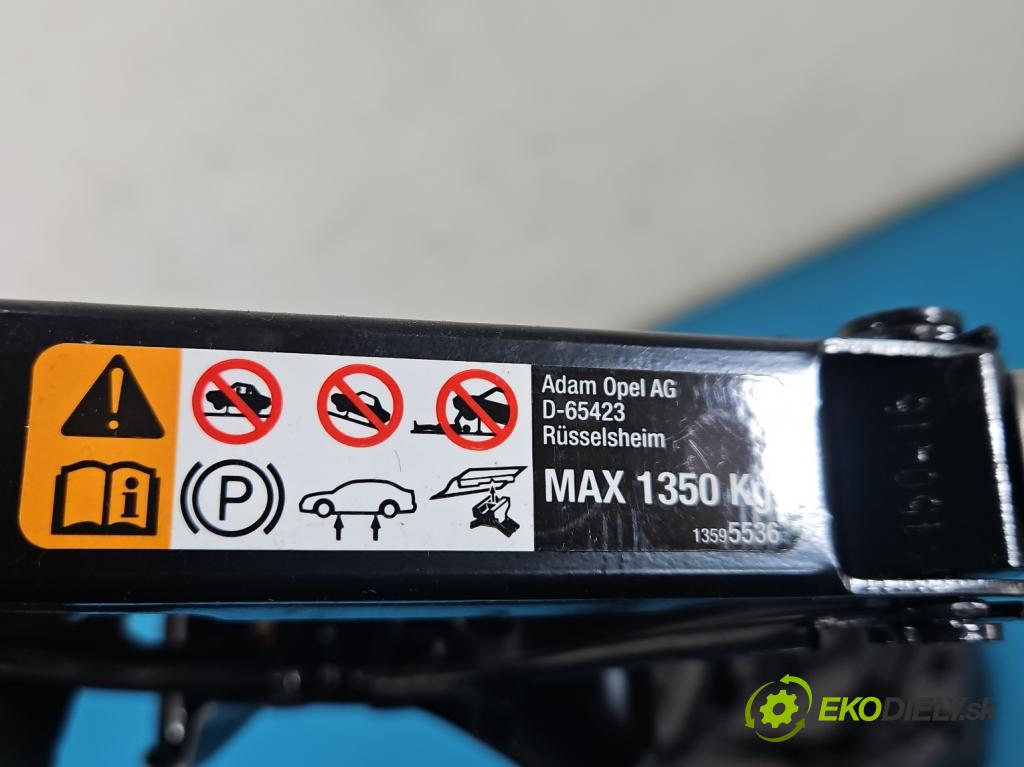 Adam Opel AG
D-65423
Rüsselsheim
MAX 1350 Kg
13595536
P
i
EKODIELY.sk